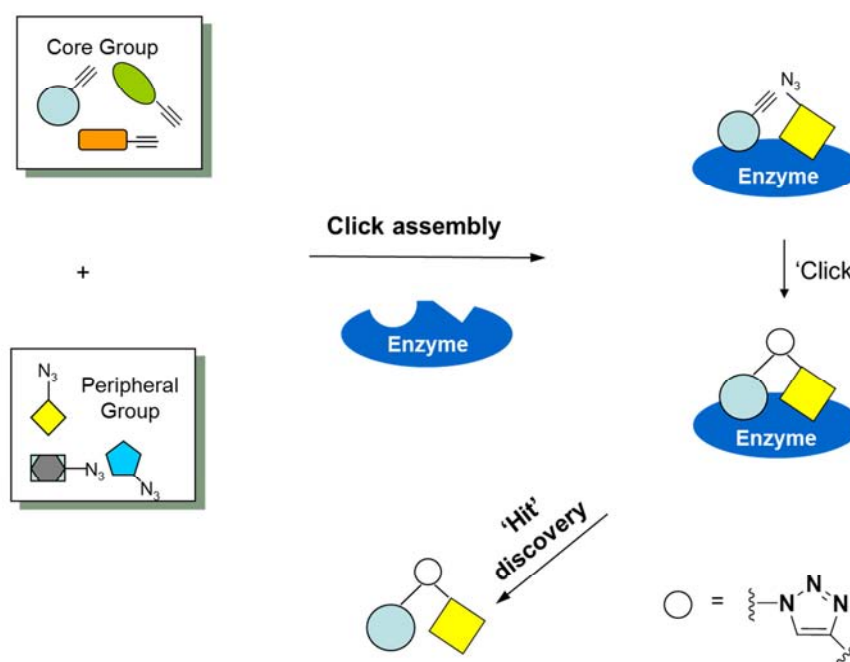 Core Group
+
N3
Peripheral
Group
N3
N3
Click assembly
Enzyme
N3
Enzyme
'Click
Enzyme
'Hit'
discovery
=
N
N
N